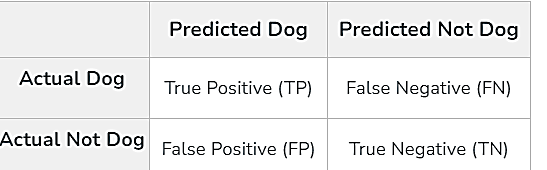 Predicted Dog Predicted Not Dog
Actual Dog True Positive (TP) False Negative (FN)
Actual Not Dog False Positive (FP) True Negative (TN)